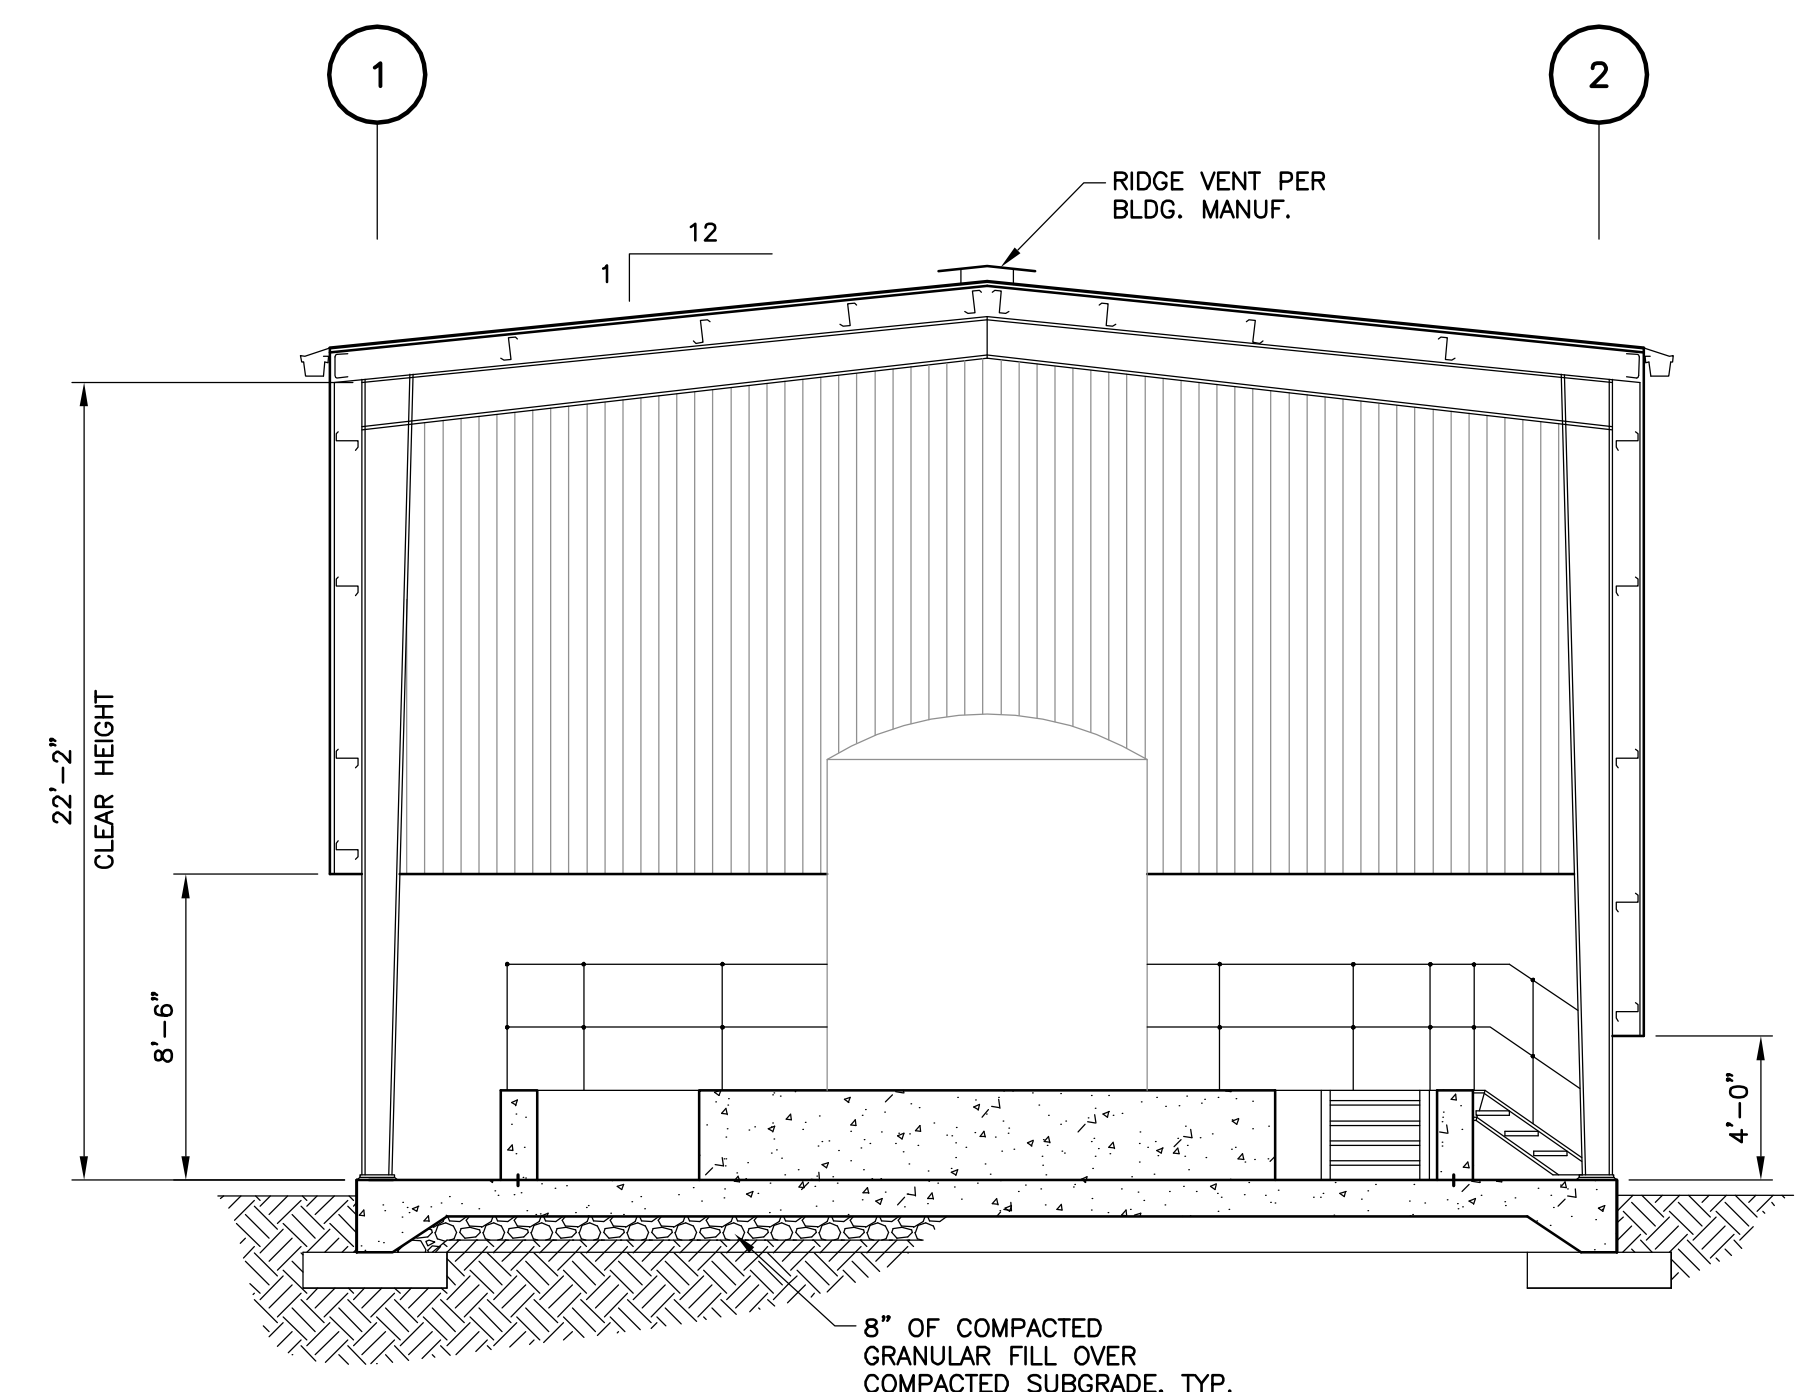 1
2
RIDGE VENT PER
BLDG. MANUF.
12
1
22'-2"
CLEAR HEIGHT
8'-6"
4'-0"
8" OF COMPACTED
GRANULAR FILL OVER
COMPACTED SUBGRADE, TYP.